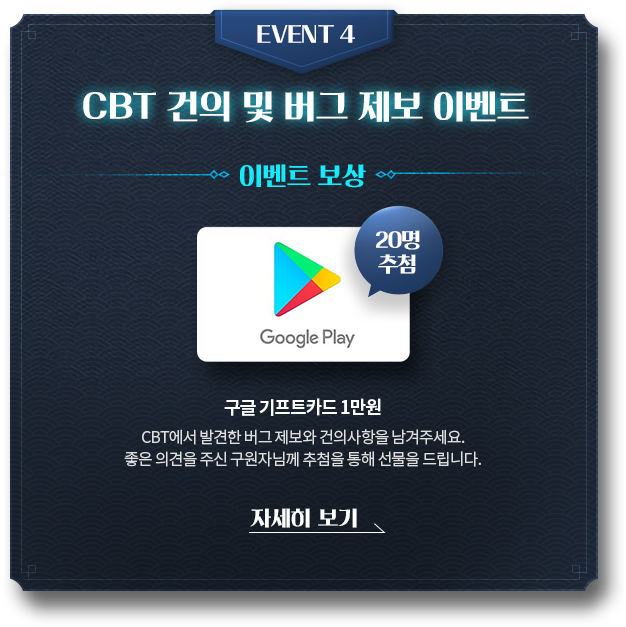 EVENT 4
CBT 건의 및 버그 제보 이벤트
이벤트 보상
20명
추첨
Google Play
구글 기프트카드 1만원
CBT에서 발견한 버그 제보와 건의사항을 남겨주세요.
좋은 의견을 주신 구원자님께 추첨을 통해 선물을 드립니다.
자세히 보기